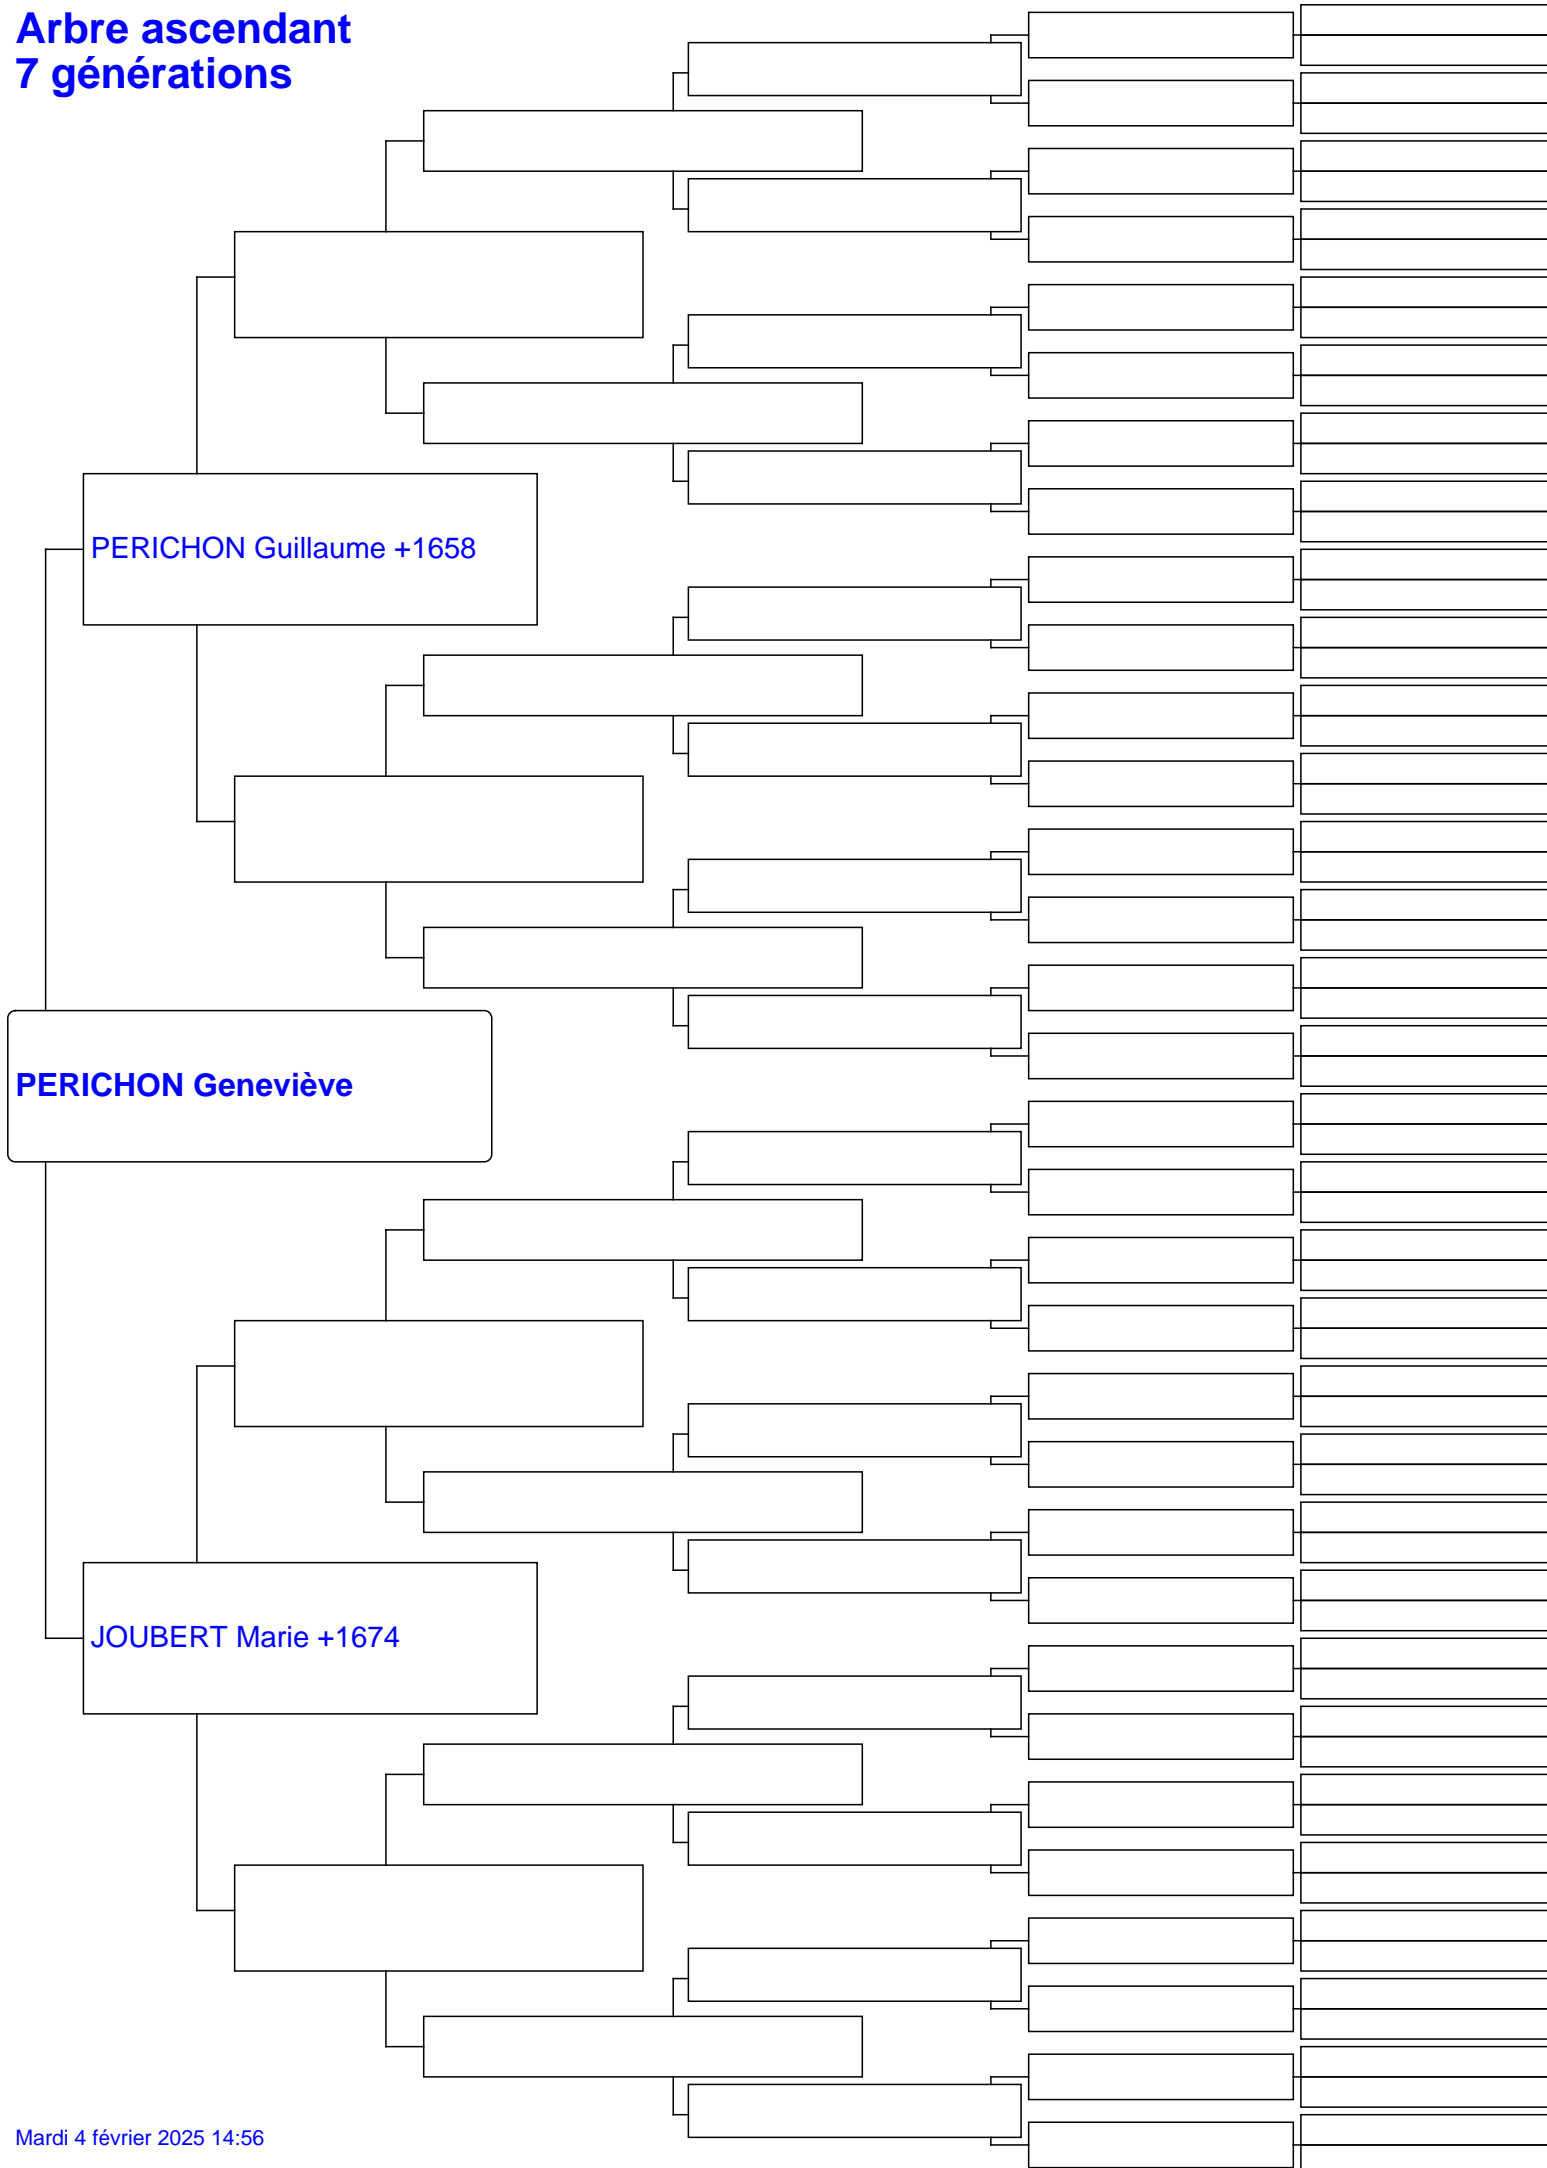 Arbre ascendant
7 générations
PERICHON Guillaume +1658
PERICHON Geneviève
JOUBERT Marie +1674
Mardi 4 février 2025 14:56